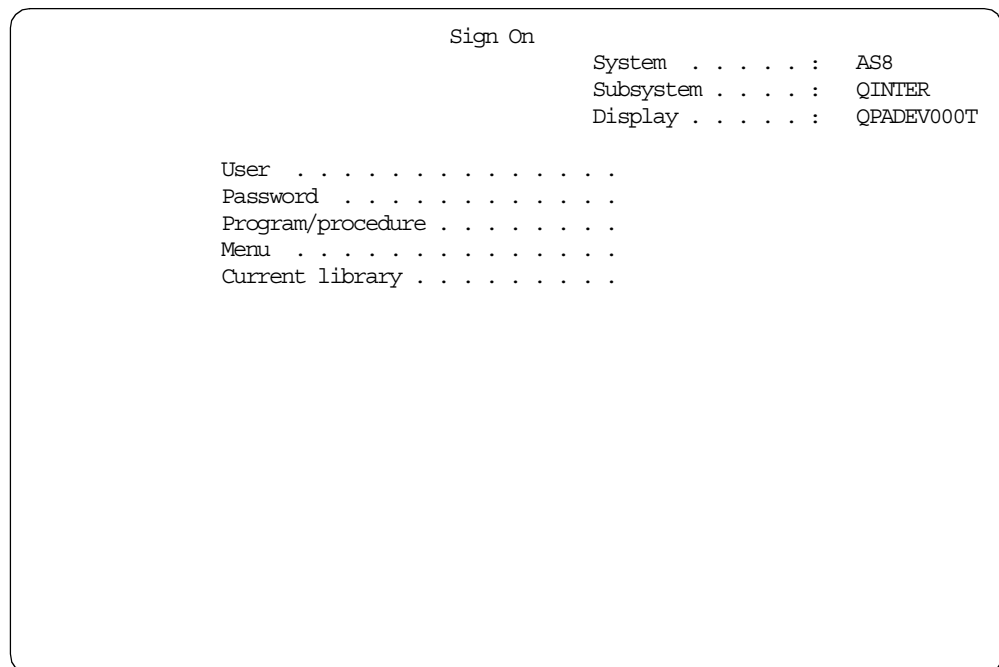 Sign On
System . . . . . : AS8
Subsystem . . . . : QINTER
Display . . . . . : QPADEV000T
User . . . . . . . . . . . . . .
Password . . . . . . . . . . . .
Program/procedure . . . . . . . .
Menu . . . . . . . . . . . . . .
Current library . . . . . . . . .